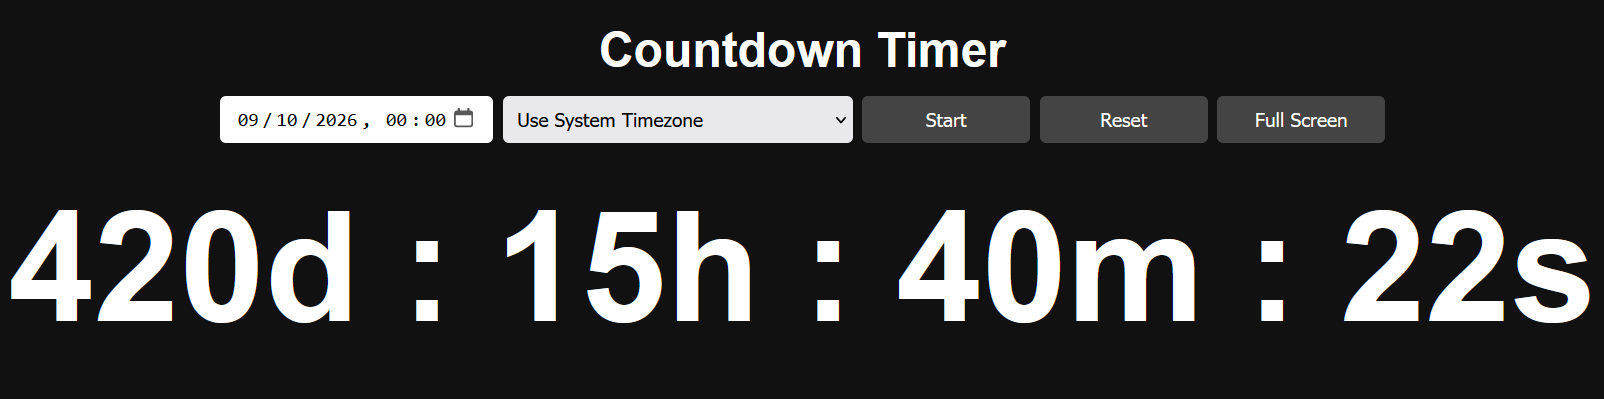 Countdown Timer
09/10/2026, 00:00 Use System Timezone Start Reset Full Screen
420d : 15h : 40m : 22s